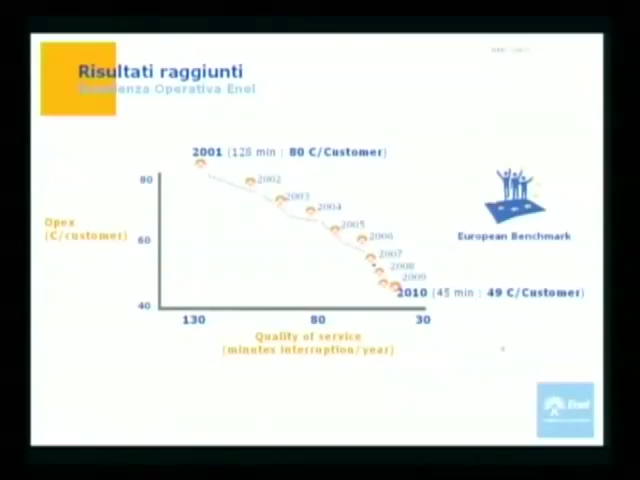 Risultati raggiunti
Eccellenza Operativa Enel
2001 (128 min ; 80 C/Customer)
80
2002
2003
2004
Opex
(C/customer)
2005
60
2006
European Benchmark
2007
2008
2009
2010 (45 min ; 49 C/Customer)
40
130
80
30
Quality of service
(minutes interruption/year)
Enel